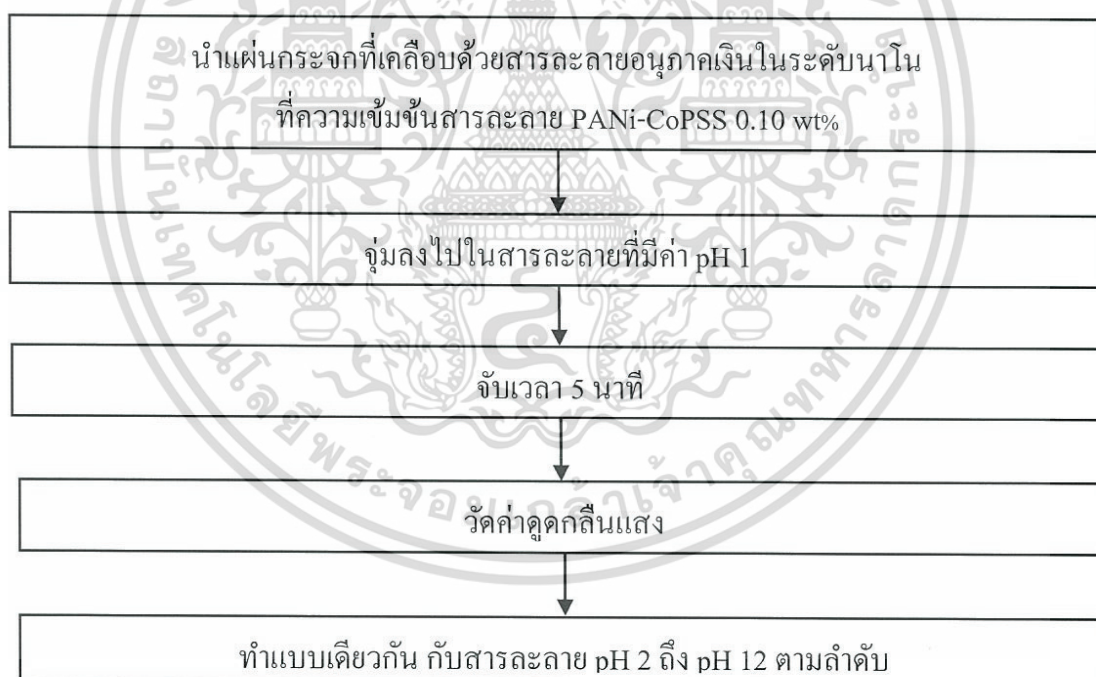 นำแผ่นกระจกที่เคลือบด้วยสารละลายอนุภาคเงินในระดับนาโน
ที่ความเข้มข้นสารละลาย PANi-CoPSS 0.10 wt%
จุ่มลงไปในสารละลายที่มีค่า pH 1
จับเวลา 5 นาที
วัดค่าดูดกลืนแสง
ทำแบบเดียวกัน กับสารละลาย pH 2 ถึง pH 12 ตามลำดับ